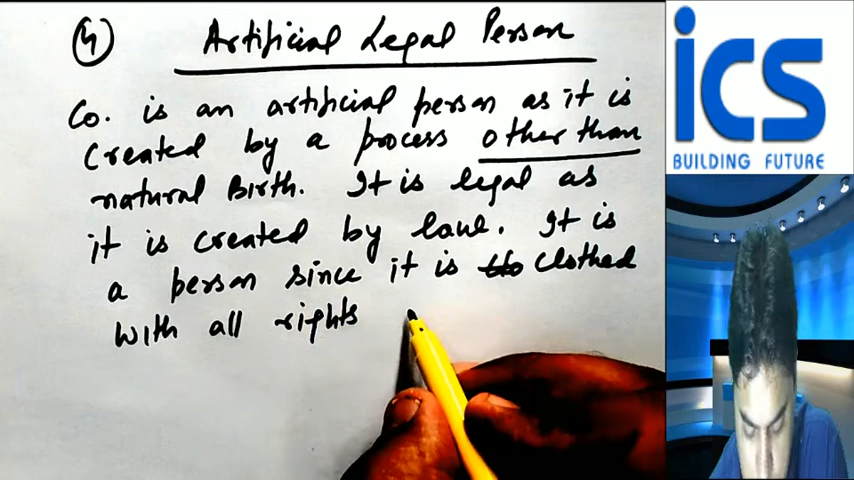 4 Artificial Legal Person
Co. is an artificial person as it is
Created by a process other than
natural Birth. It is legal as
it is created by law. It is
a person since it is clothed
with all rights
ics
BUILDING FUTURE